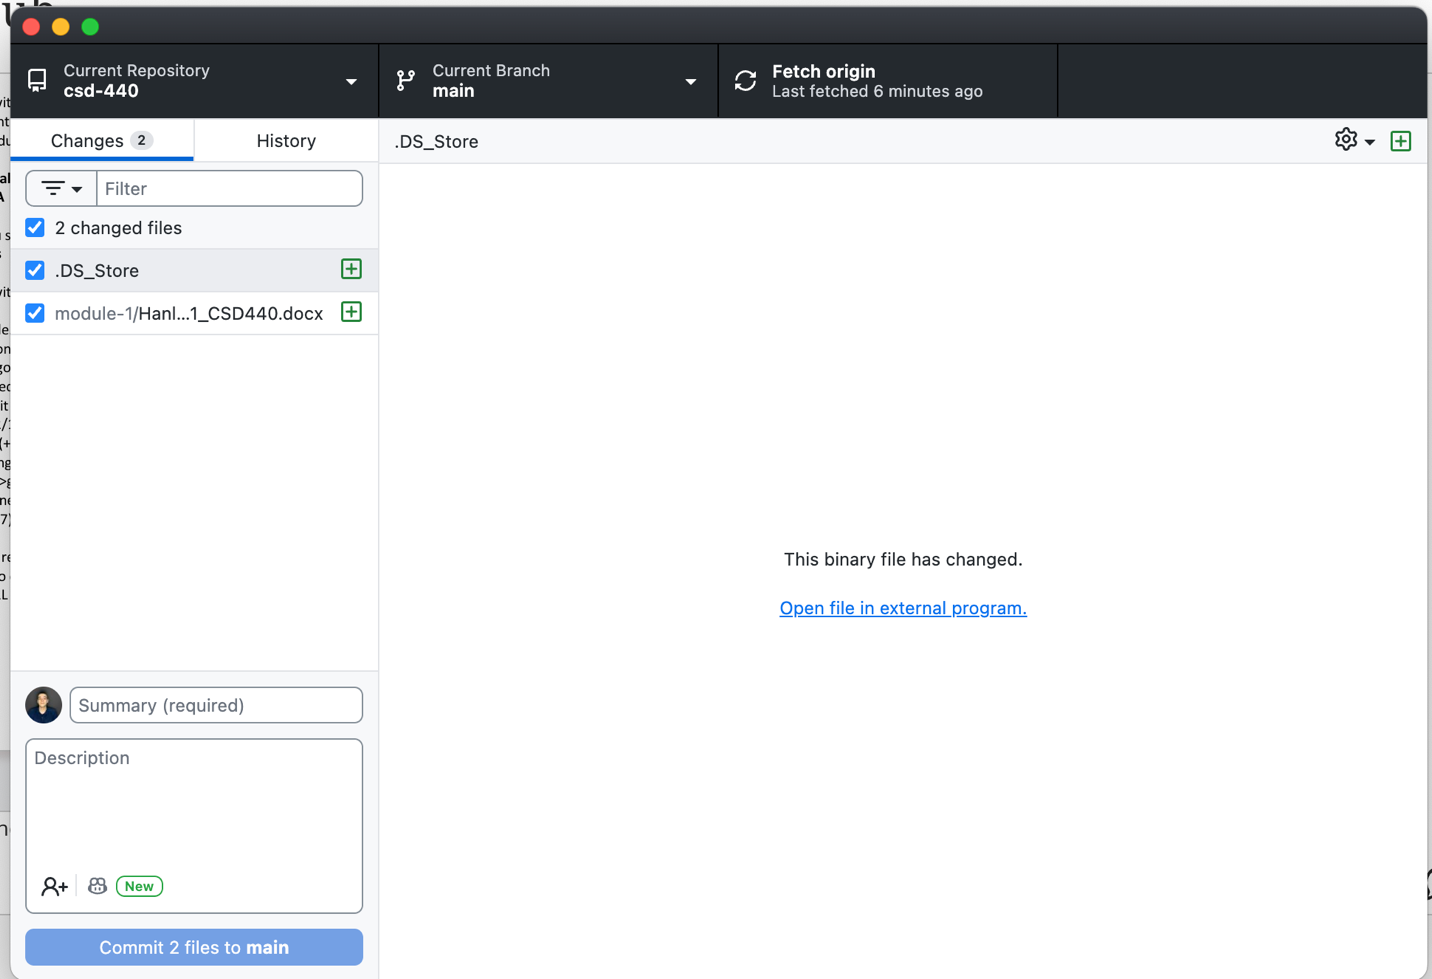 Current Repository
csd-440
Current Branch
main
Fetch origin
Last fetched 6 minutes ago
Changes 2
History
.DS_Store
Filter
2 changed files
.DS_Store
module-1/Hanl...1_CSD440.docx
This binary file has changed.
Open file in external program.
Summary (required)
Description
New
Commit 2 files to main